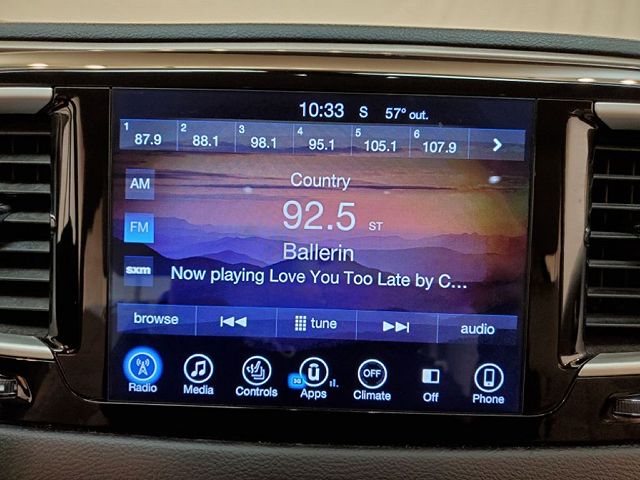 10:33 S 57° out.
1 2 3 4 5 6
87.9 88.1 98.1 95.1 105.1 107.9
Country
AM
92.5 ST
FM
Ballerin
sxm
Now playing Love You Too Late by C...
browse tune audio
OFF
3G
Radio Media Controls Apps Climate Off Phone